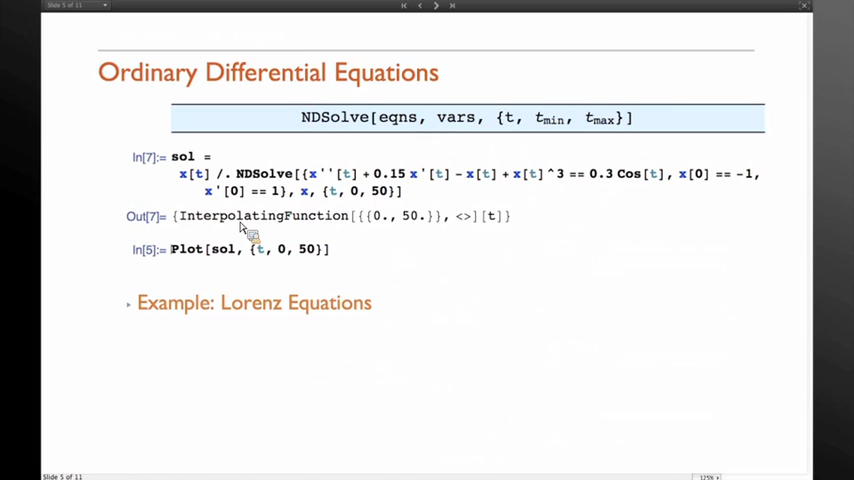 Slide 5 of 11
Ordinary Differential Equations
NDSolve[eqns, vars, {t, tmin, tmax}]
In[7]:= sol =
x[t] /. NDSolve[{x''[t] + 0.15 x'[t] - x[t] + x[t]^3 == 0.3 Cos[t], x[0] == -1,
x'[0] == 1}, x, {t, 0, 50}]
Out[7]= {InterpolatingFunction[{{0., 50.}}, <>][t]}
In[5]:= Plot[sol, {t, 0, 50}]
Example: Lorenz Equations
Slide 5 of 11
125%